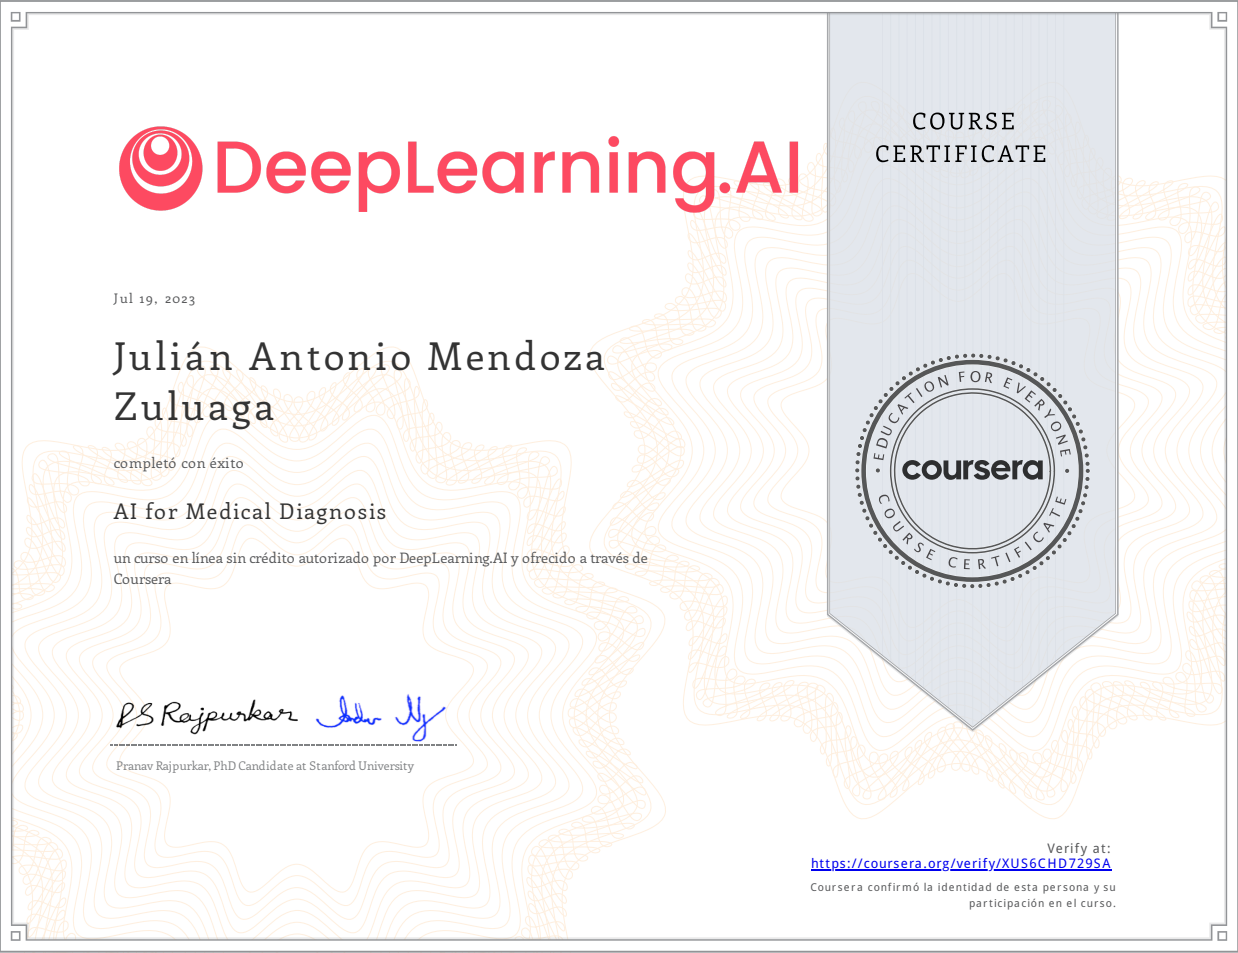 DeepLearning.AI
COURSE
CERTIFICATE
Jul 19, 2023
Julián Antonio Mendoza
Zuluaga
completó con éxito
AI for Medical Diagnosis
un curso en línea sin crédito autorizado por DeepLearning.AI y ofrecido a través de
Coursera
EDUCATION FOR EVERYONE
coursera
COURSE CERTIFICATE
PS Rajpurkar
Pranav Rajpurkar, PhD Candidate at Stanford University
Verify at:
https://coursera.org/verify/XUS6CHD729SA
Coursera confirmó la identidad de esta persona y su
participación en el curso.